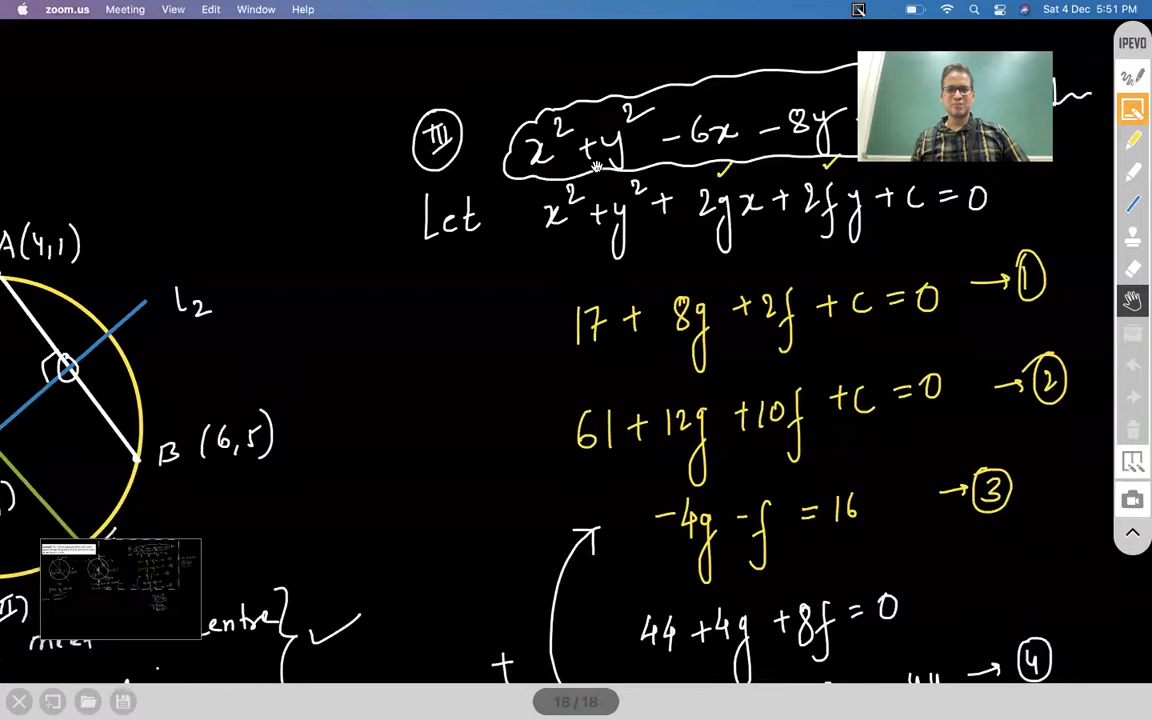 zoom.us Meeting View Edit Window Help Sat 4 Dec 5:51 PM
IPEVO
III x² + y² - 6x - 8y
Let x² + y² + 2gx + 2fy + c = 0
A(4,1)
L2
17 + 8g + 2f + c = 0 → 1
61 + 12g + 10f + c = 0 → 2
B (6,5)
-4g - f = 16 → 3
44 + 4g + 8f = 0
II)
entre} ✓
+
→ 4
18 / 18